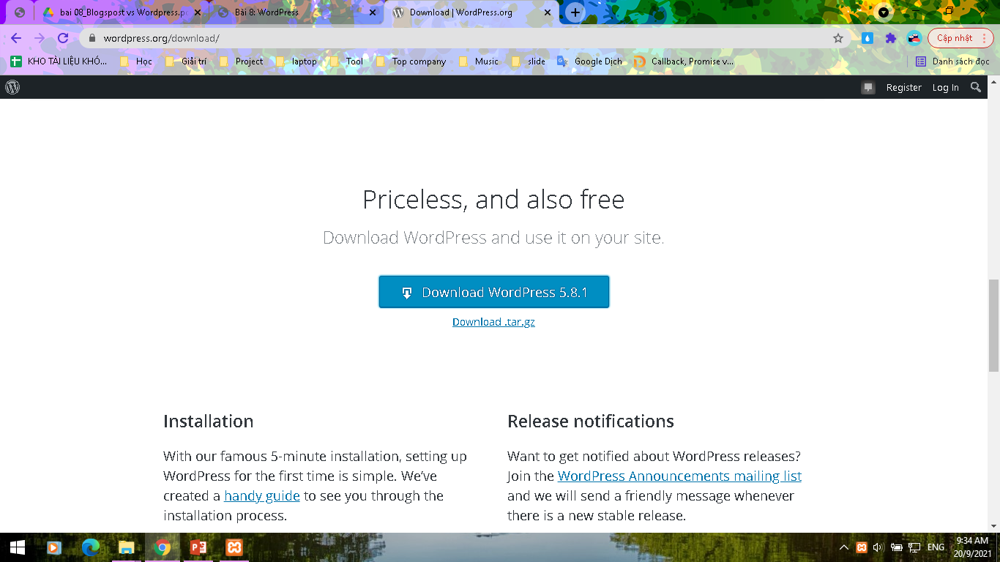 bai 08_Blogspost vs Wordpress.po
Bài 8: WordPress
Download | WordPress.org
wordpress.org/download/
Cập nhật
KHO TÀI LIỆU KHÓ...
Học
Giải trí
Project
laptop
Tool
Top company
Music
slide
Google Dịch
Callback, Promise v...
Danh sách đọc
Register
Log In
Priceless, and also free
Download WordPress and use it on your site.
Download WordPress 5.8.1
Download .tar.gz
Installation
With our famous 5-minute installation, setting up
WordPress for the first time is simple. We’ve
created a handy guide to see you through the
installation process.
Release notifications
Want to get notified about WordPress releases?
Join the WordPress Announcements mailing list
and we will send a friendly message whenever
there is a new stable release.
ENG
9:34 AM
20/9/2021